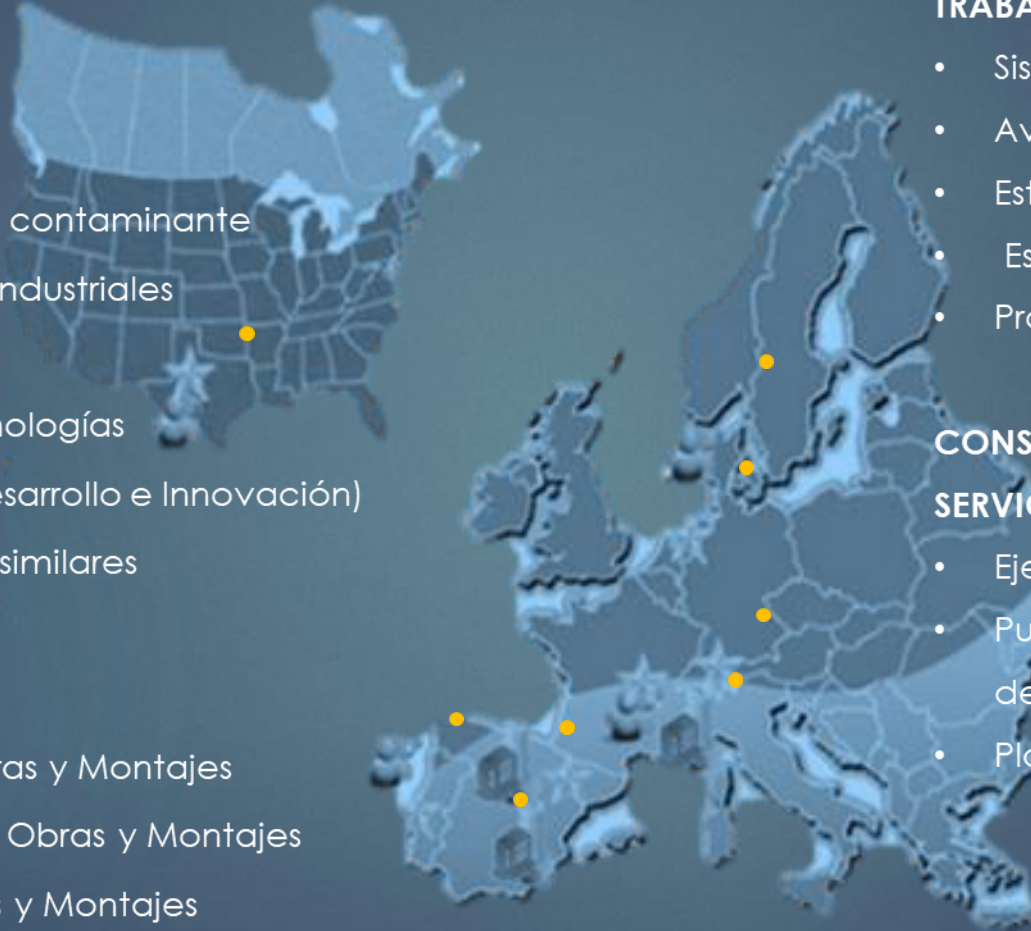 contaminante
ndustriales
nologías
esarrollo e Innovación)
similares
ras y Montajes
Obras y Montajes
s y Montajes
TRABA
• Sis
• Av
• Est
• Es
• Pro
CONS
SERVIC
• Eje
• Pu
de
• Pla